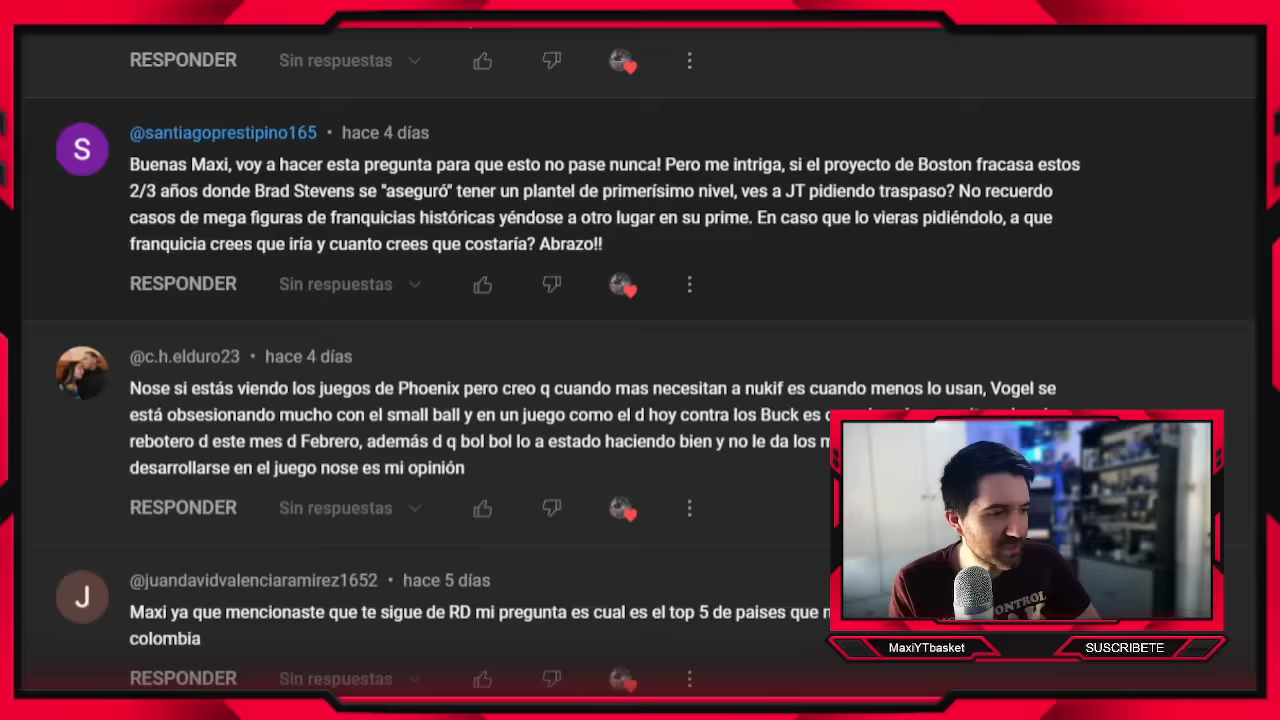 RESPONDER Sin respuestas
@santiagoprestipino165 • hace 4 días
S
Buenas Maxi, voy a hacer esta pregunta para que esto no pase nunca! Pero me intriga, si el proyecto de Boston fracasa estos
2/3 años donde Brad Stevens se "aseguró" tener un plantel de primerísimo nivel, ves a JT pidiendo traspaso? No recuerdo
casos de mega figuras de franquicias históricas yéndose a otro lugar en su prime. En caso que lo vieras pidiéndolo, a que
franquicia crees que iría y cuanto crees que costaría? Abrazo!!
RESPONDER Sin respuestas
@c.h.elduro23 • hace 4 días
Nose si estás viendo los juegos de Phoenix pero creo q cuando mas necesitan a nukif es cuando menos lo usan, Vogel se
está obsesionando mucho con el small ball y en un juego como el d hoy contra los Buck es
rebotero d este mes d Febrero, además d q bol bol lo a estado haciendo bien y no le da los
desarrollarse en el juego nose es mi opinión
RESPONDER Sin respuestas
@juandavidvalenciaramirez1652 • hace 5 días
J
Maxi ya que mencionaste que te sigue de RD mi pregunta es cual es el top 5 de paises que
colombia
RESPONDER Sin respuestas
CONTROL
MaxiYTbasket
SUSCRIBETE